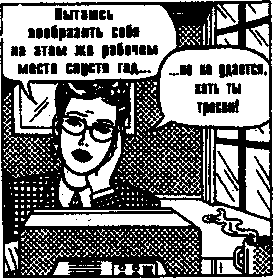 Пытаюсь
вообразить себя
на этом же рабочем
месте спустя год...
...но не удается,
хоть ты
тресни!